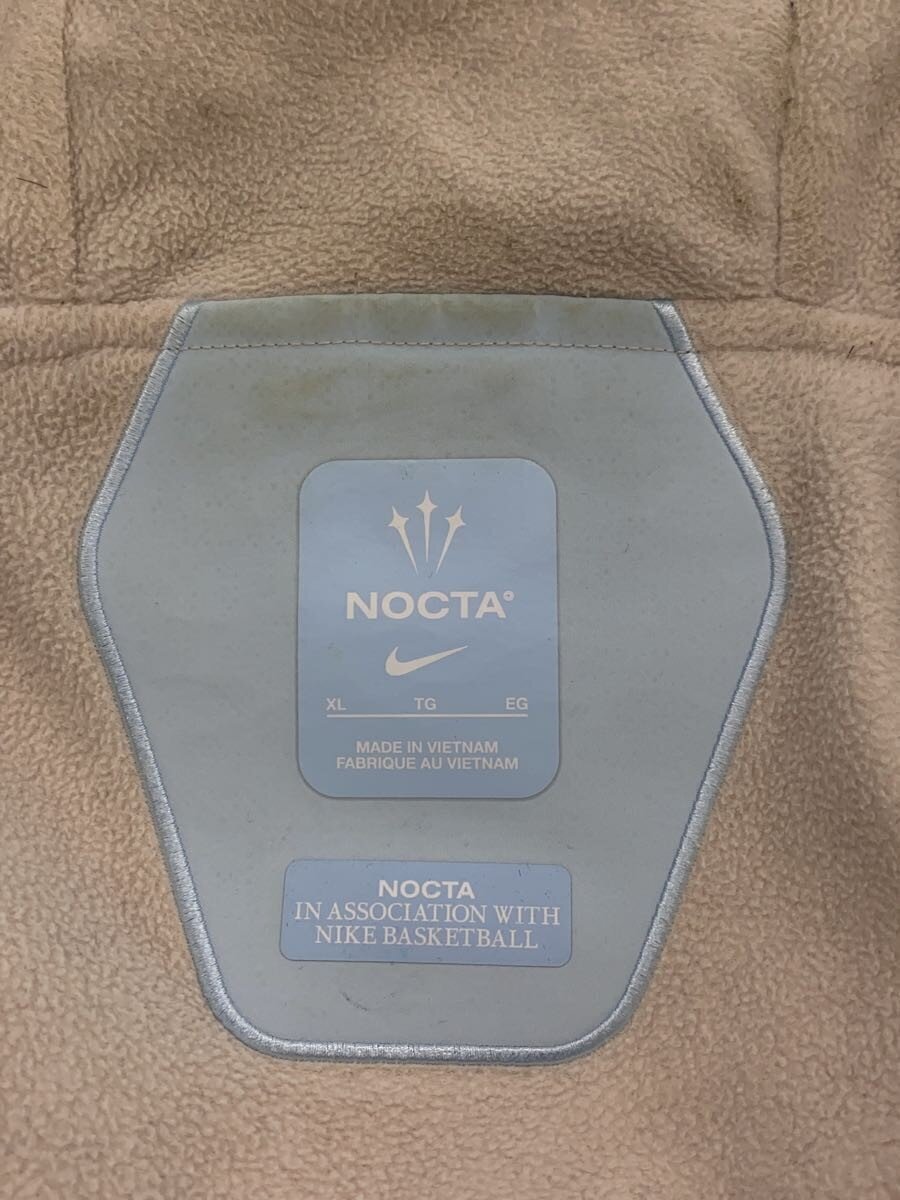 NOCTA®
XL TG EG
MADE IN VIETNAM
FABRIQUE AU VIETNAM
NOCTA
IN ASSOCIATION WITH
NIKE BASKETBALL